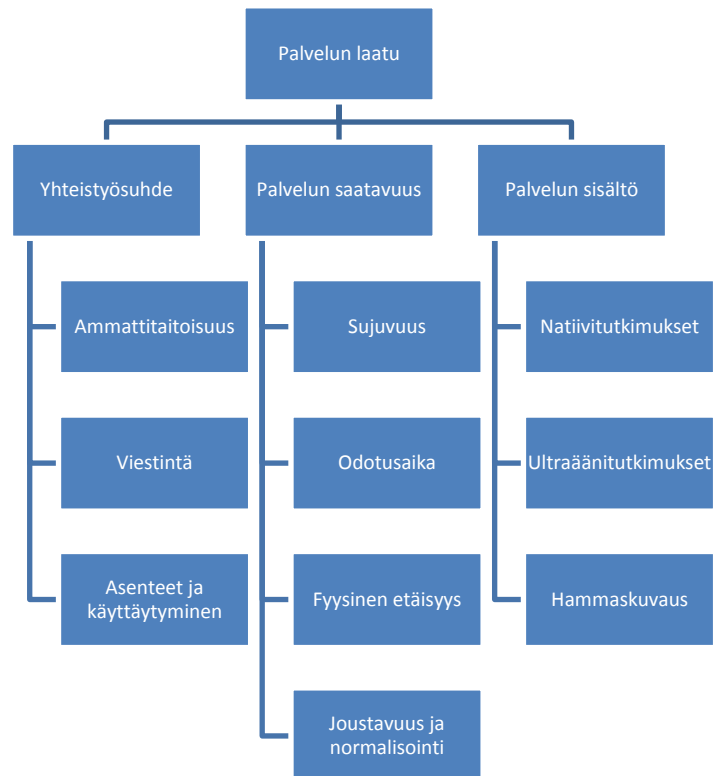 Palvelun laatu
Yhteistyösuhde
Palvelun saatavuus
Palvelun sisältö
Ammattitaitoisuus
Sujuvuus
Natiivitutkimukset
Viestintä
Odotusaika
Ultraäänitutkimukset
Asenteet ja
käyttäytyminen
Fyysinen etäisyys
Hammaskuvaus
Joustavuus ja
normalisointi